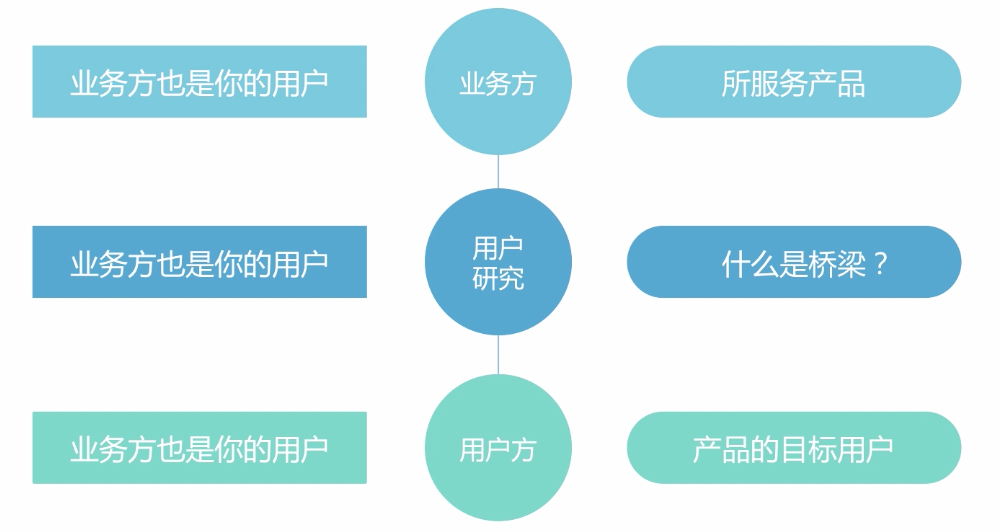 业务方也是你的用户
业务方
所服务产品
业务方也是你的用户
用户
研究
什么是桥梁？
业务方也是你的用户
用户方
产品的目标用户